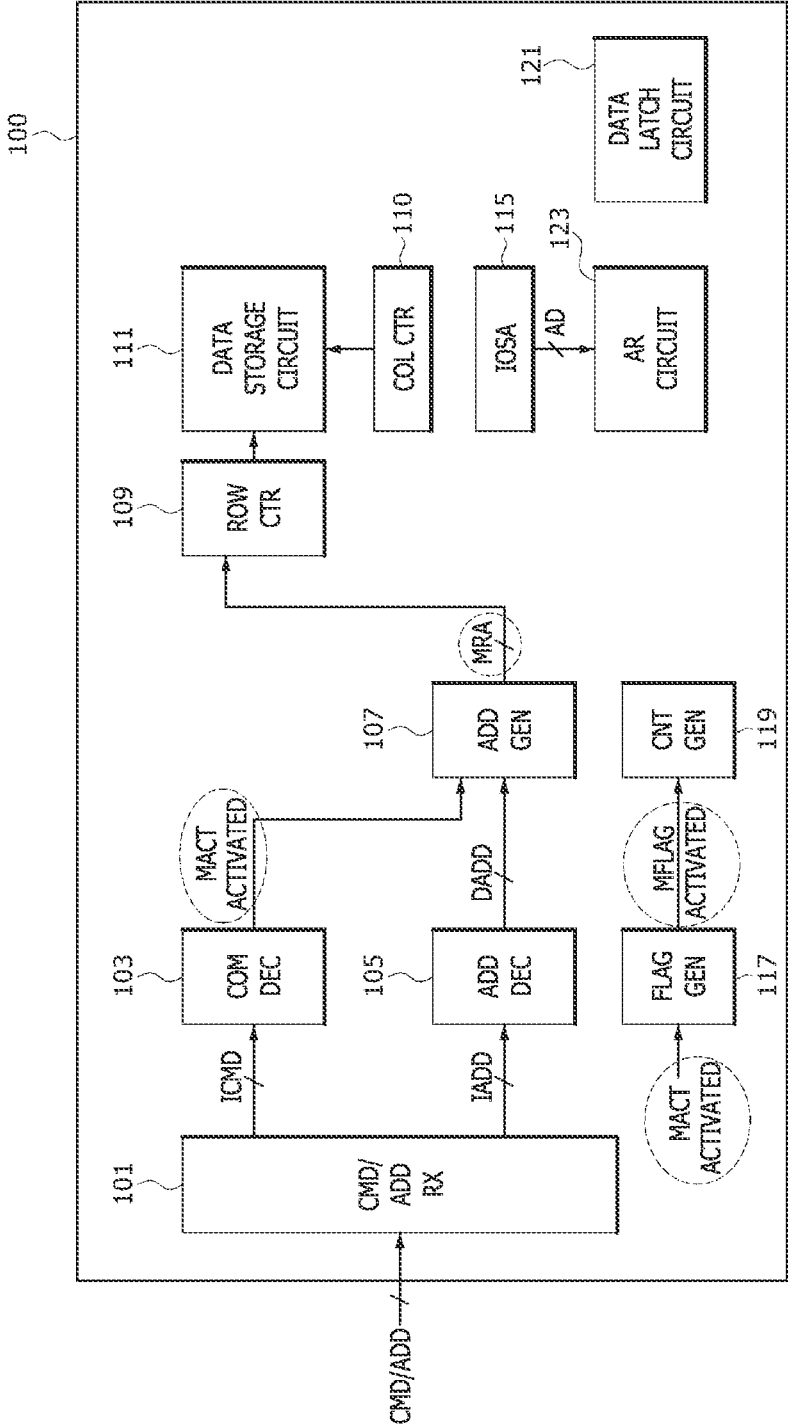 100
101
CMD/ADD
CMD/
ADD
RX
ICMD
IADD
103
COM
DEC
105
ADD
DEC
MACT
ACTIVATED
DADD
107
ADD
GEN
MRA
109
ROW
CTR
111
DATA
STORAGE
CIRCUIT
110
COL CTR
115
IOSA
AD
123
AR
CIRCUIT
121
DATA
LATCH
CIRCUIT
MACT
ACTIVATED
FLAG
GEN
117
MFLAG
ACTIVATED
CNT
GEN
119